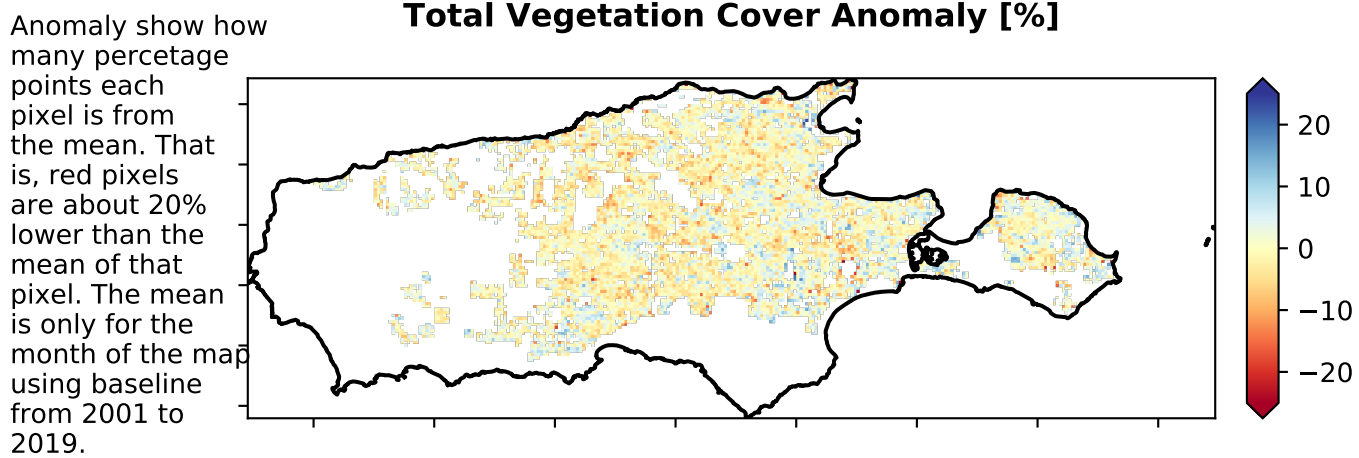 Total Vegetation Cover Anomaly [%]
Anomaly show how
many percetage
points each
pixel is from
the mean. That
is, red pixels
are about 20%
lower than the
mean of that
pixel. The mean
is only for the
month of the map
using baseline
from 2001 to
2019.
20
10
0
−10
−20